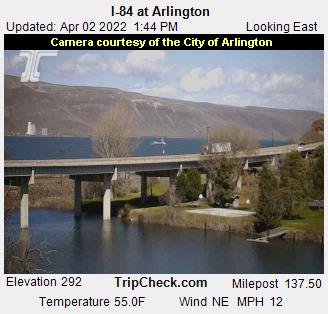 I-84 at Arlington
Updated: Apr 02 2022 1:44 PM Looking East
Camera courtesy of the City of Arlington
Elevation 292 TripCheck.com Milepost 137.50
Temperature 55.0F Wind NE MPH 12